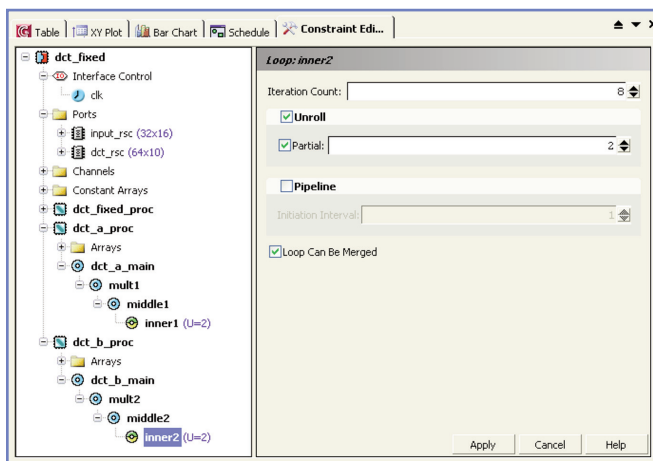 Table
XY Plot
Bar Chart
Schedule
Constraint Edi...
dct_fixed
Interface Control
clk
Ports
input_rsc (32x16)
dct_rsc (64x10)
Channels
Constant Arrays
dct_fixed_proc
dct_a_proc
Arrays
dct_a_main
mult1
middle1
inner1 (U=2)
dct_b_proc
Arrays
dct_b_main
mult2
middle2
inner2 (U=2)
Loop: inner2
Iteration Count: 8
Unroll
Partial: 2
Pipeline
Initiation Interval: 1
Loop Can Be Merged
Apply Cancel Help